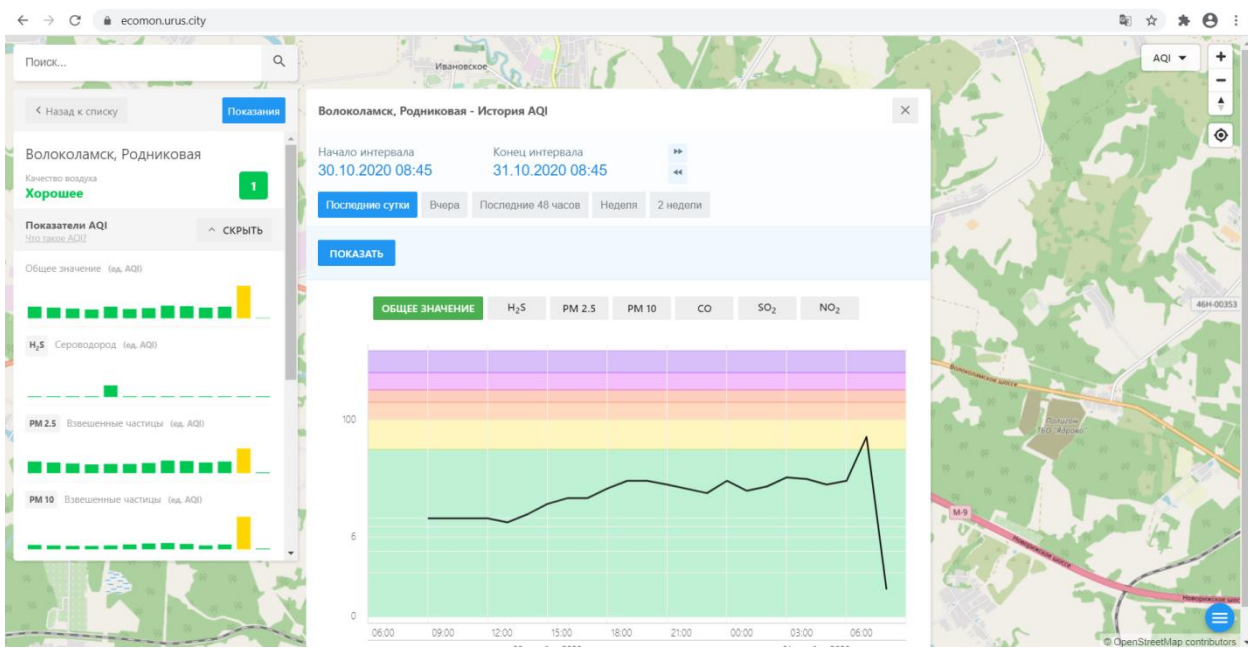 ecomon.urus.city
Поиск...
Ивановское
AQI
Назад к списку
Показания
Волоколамск, Родниковая
Качество воздуха
Хорошее
1
Показатели AQI
Что такое AQI?
СКРЫТЬ
Общее значение (ед. AQI)
H₂S Сероводород (ед. AQI)
PM 2.5 Взвешенные частицы (ед. AQI)
PM 10 Взвешенные частицы (ед. AQI)
Волоколамск, Родниковая - История AQI
Начало интервала
30.10.2020 08:45
Конец интервала
31.10.2020 08:45
Последние сутки Вчера Последние 48 часов Неделя 2 недели
ПОКАЗАТЬ
ОБЩЕЕ ЗНАЧЕНИЕ H₂S PM 2.5 PM 10 CO SO₂ NO₂
100
6
0
06:00 09:00 12:00 15:00 18:00 21:00 00:00 03:00 06:00
46Н-00353
Волоколамское шоссе
Полигон
ТБО "Ядрово"
М-9
Новорижское шоссе
Новорижское шос
© OpenStreetMap contributors